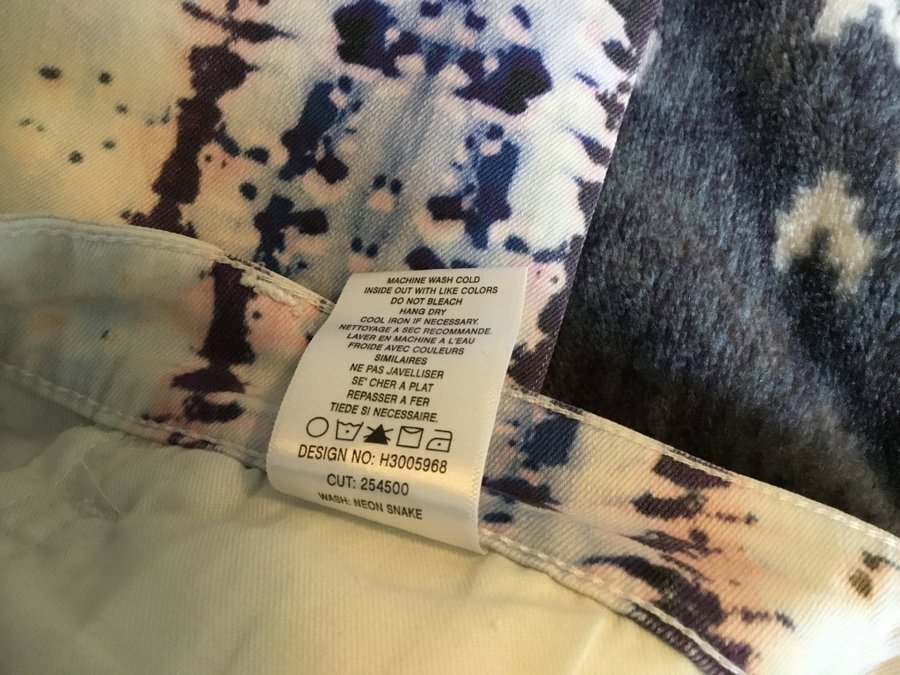 MACHINE WASH COLD
INSIDE OUT WITH LIKE COLORS
DO NOT BLEACH
HANG DRY
COOL IRON IF NECESSARY.
NETTOYAGE A SEC RECOMMANDE.
LAVER EN MACHINE A L'EAU
FROIDE AVEC COULEURS
SIMILAIRES
NE PAS JAVELLISER
SE' CHER A PLAT
REPASSER A FER
TIEDE SI NECESSAIRE.
DESIGN NO: H3005968
CUT: 254500
WASH: NEON SNAKE